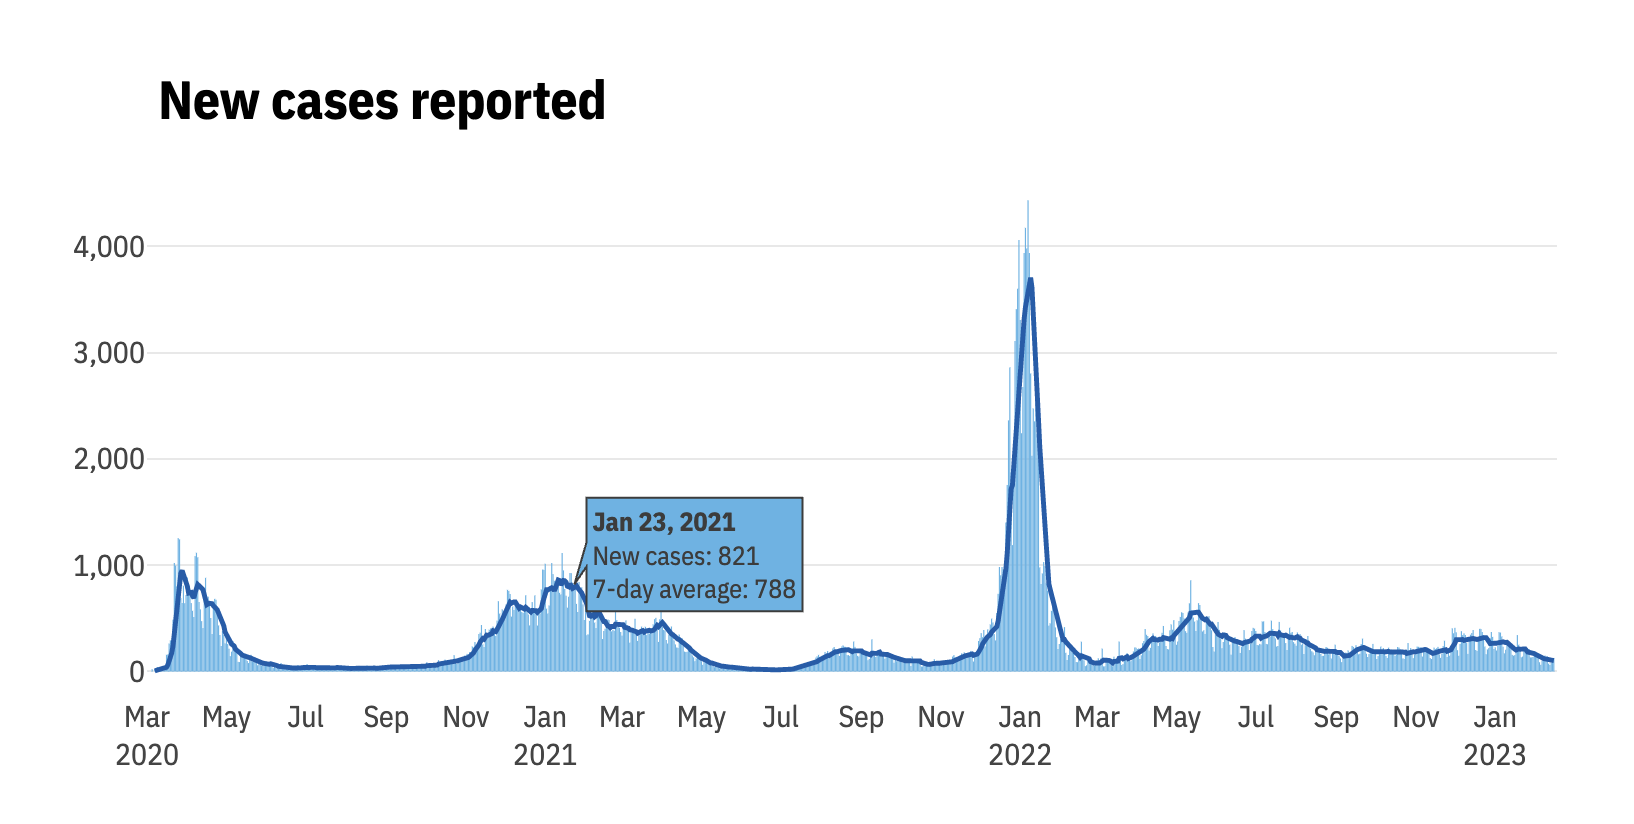 New cases reported
4,000
3,000
2,000
1,000
0
Jan 23, 2021
New cases: 821
7-day average: 788
Mar May Jul Sep Nov Jan Mar May Jul Sep Nov Jan Mar May Jul Sep Nov Jan
2020 2021 2022 2023